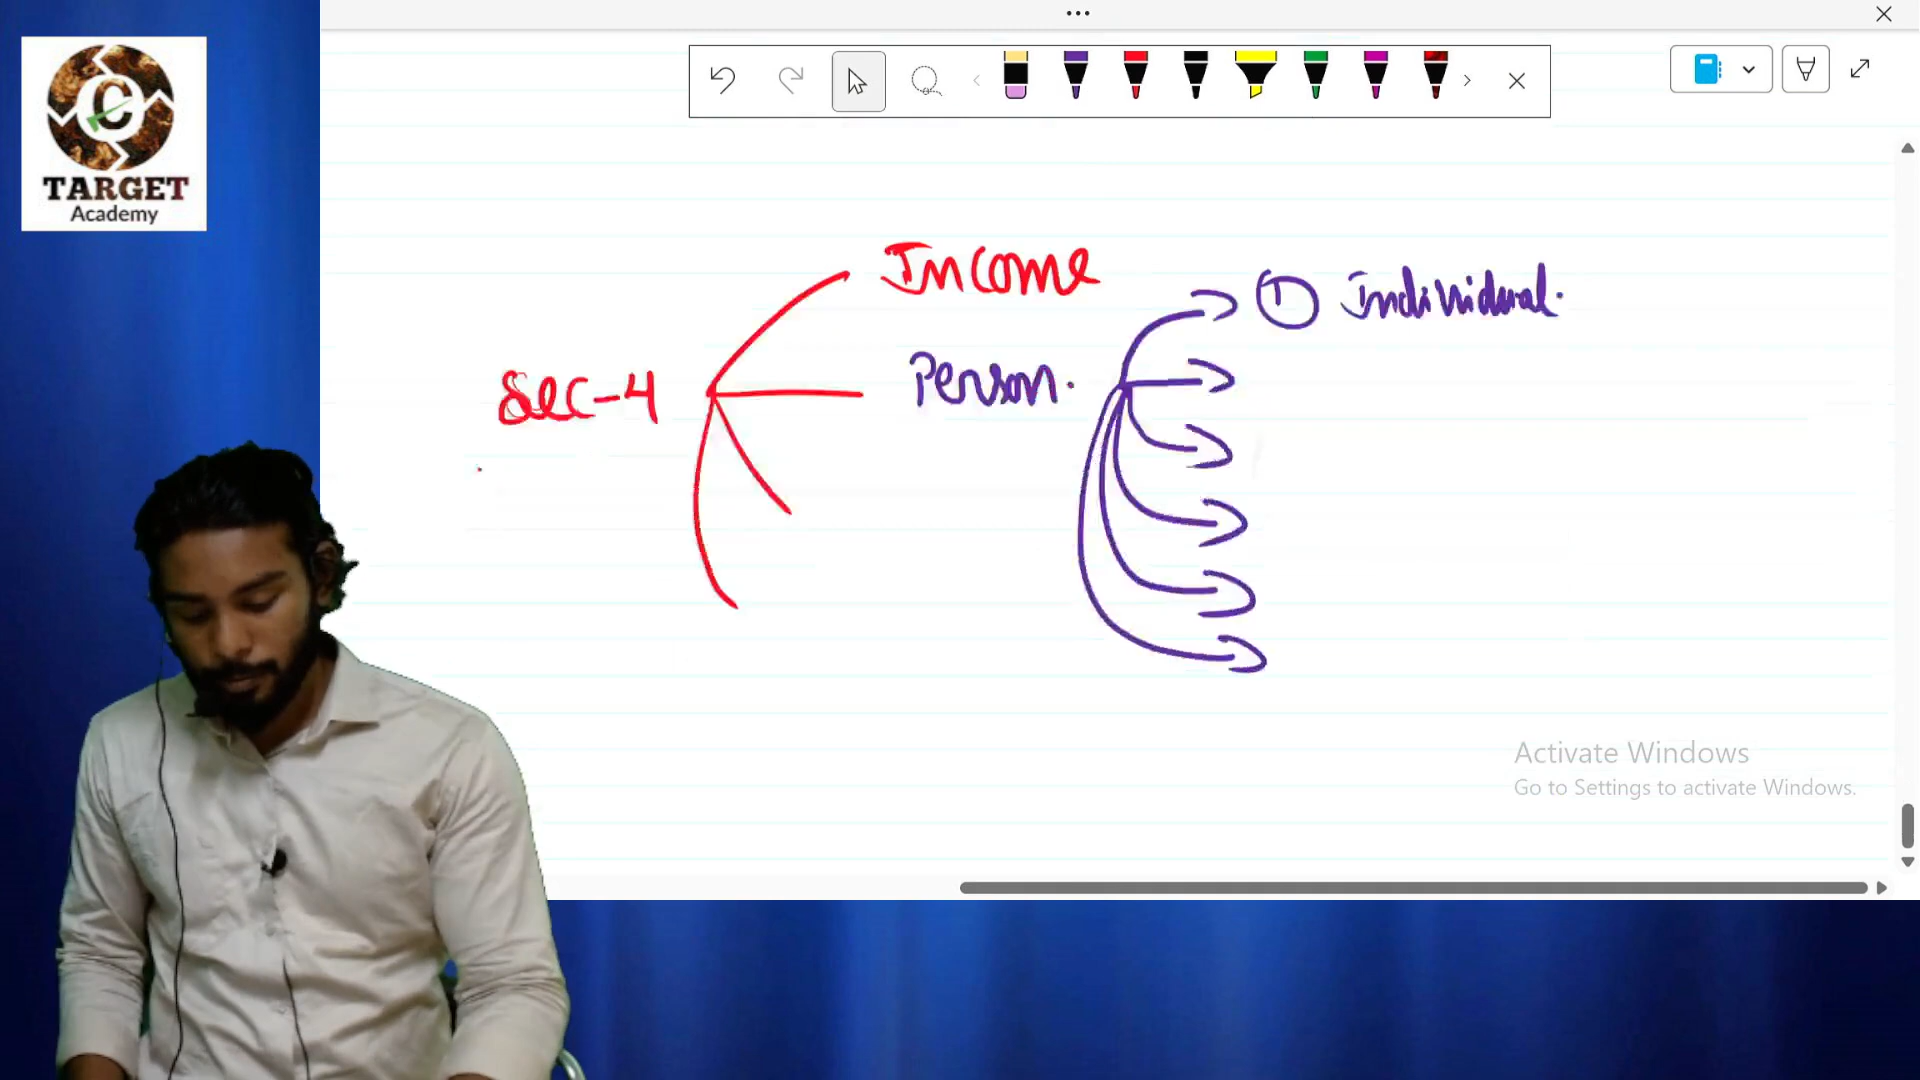 TARGET
Academy
Income
① Individual.
Sec-4
Person.
Activate Windows
Go to Settings to activate Windows.